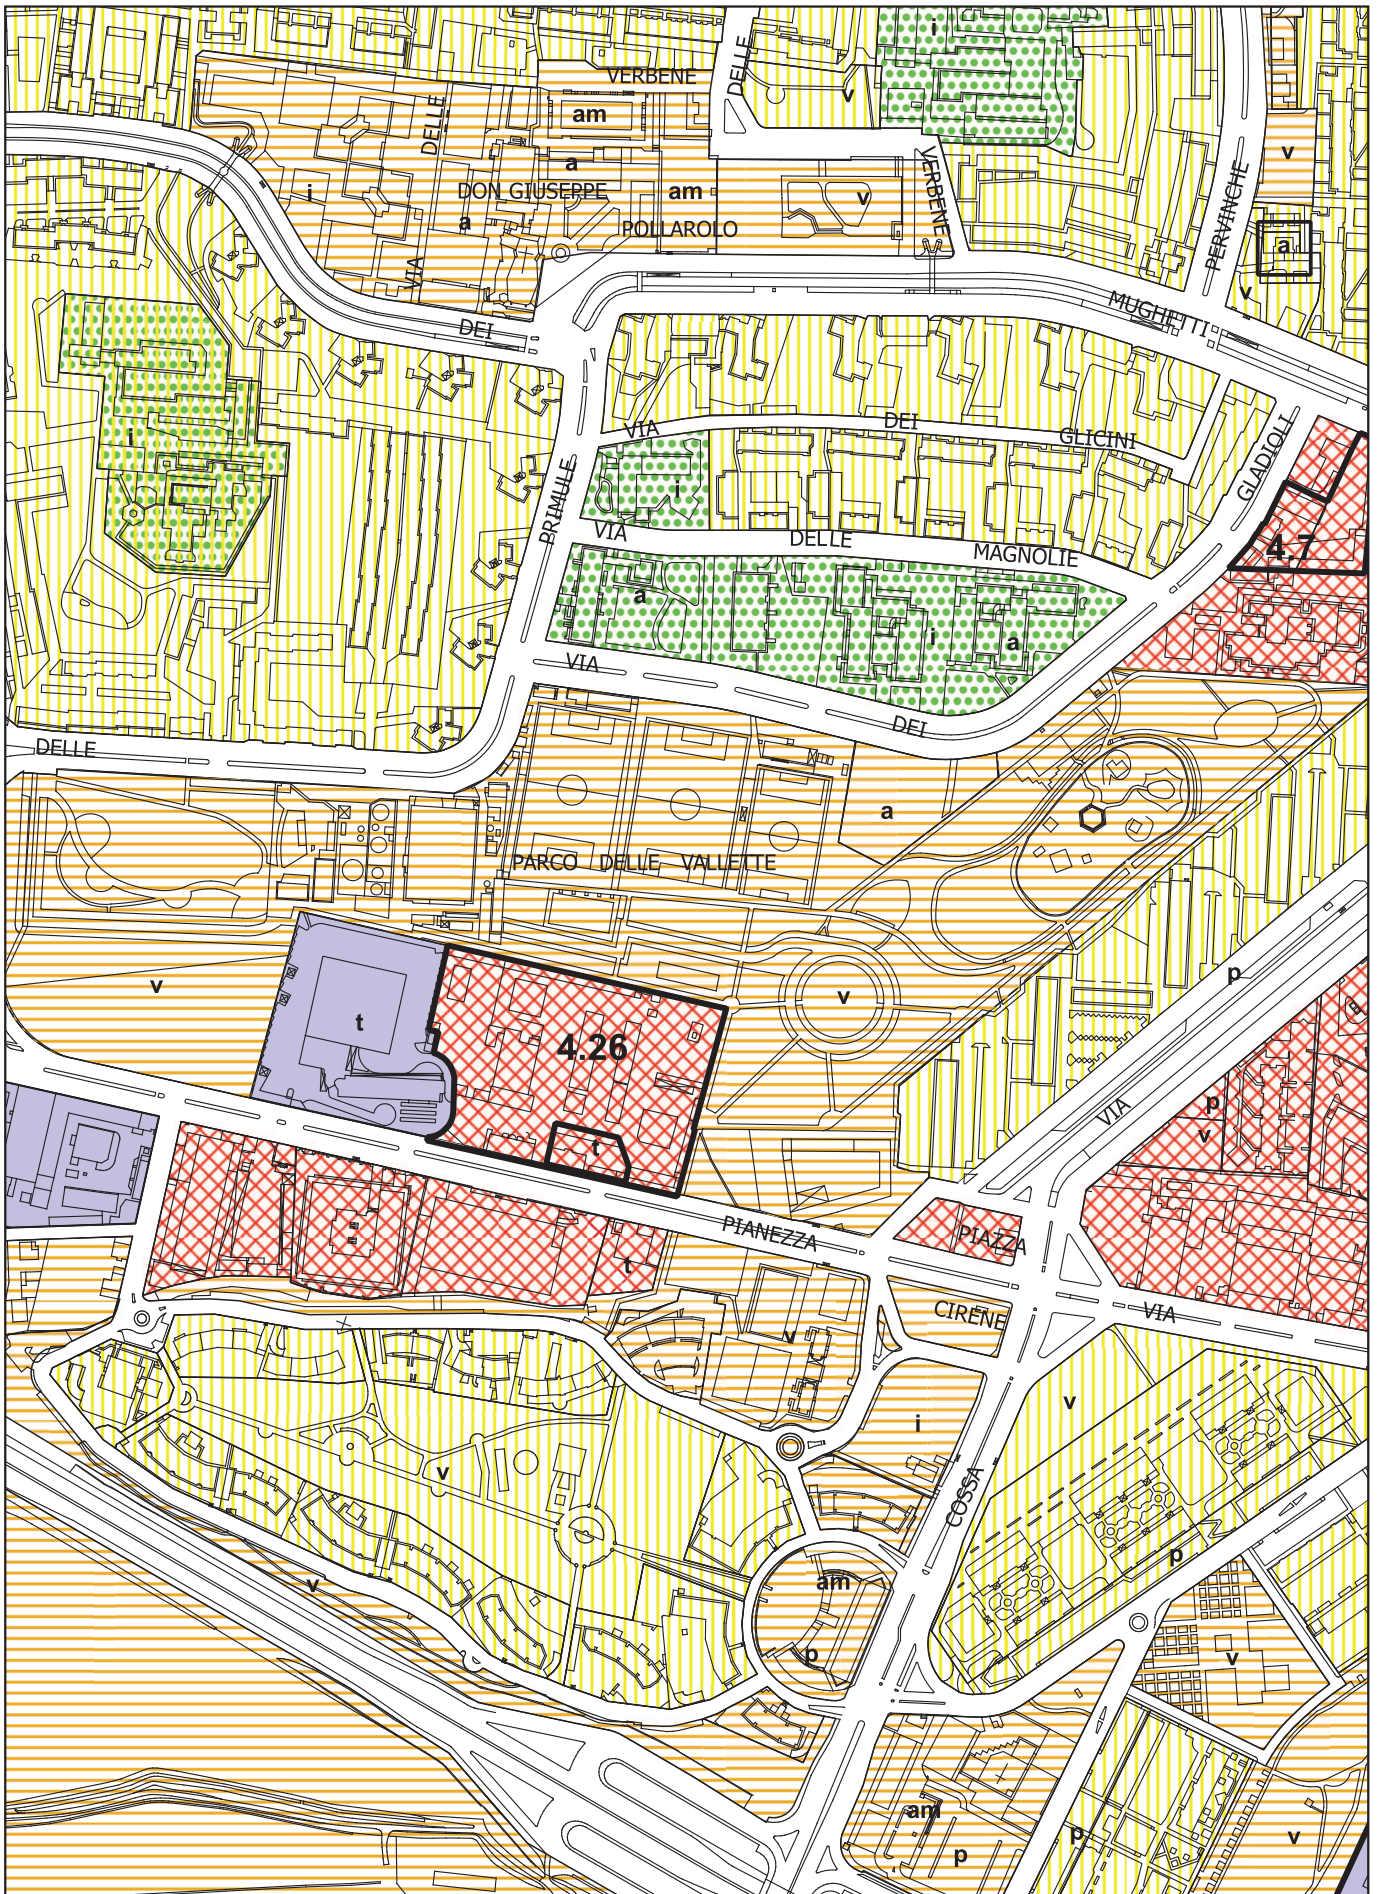 i
DELLE
VERBENE
v
am
DELLE
a
v
i
DON GIUSEPPE
am
v
VERBENE
PERVINCHE
a
POLLAROLO
a
VIA
v
DEI
MUGHETTI
VIA
DEI
GLICINI
GLADIOLI
i
i
PRIMULE
VIA
DELLE
MAGNOLIE
4.7
a
i
a
VIA
DEI
DELLE
a
PARCO DELLE VALLETTE
v
t
v
p
4.26
t
VIA
p
v
PIANEZZA
PIAZZA
t
CIRENE
VIA
v
v
i
v
COSSA
p
v
am
p
v
am
p
p
v